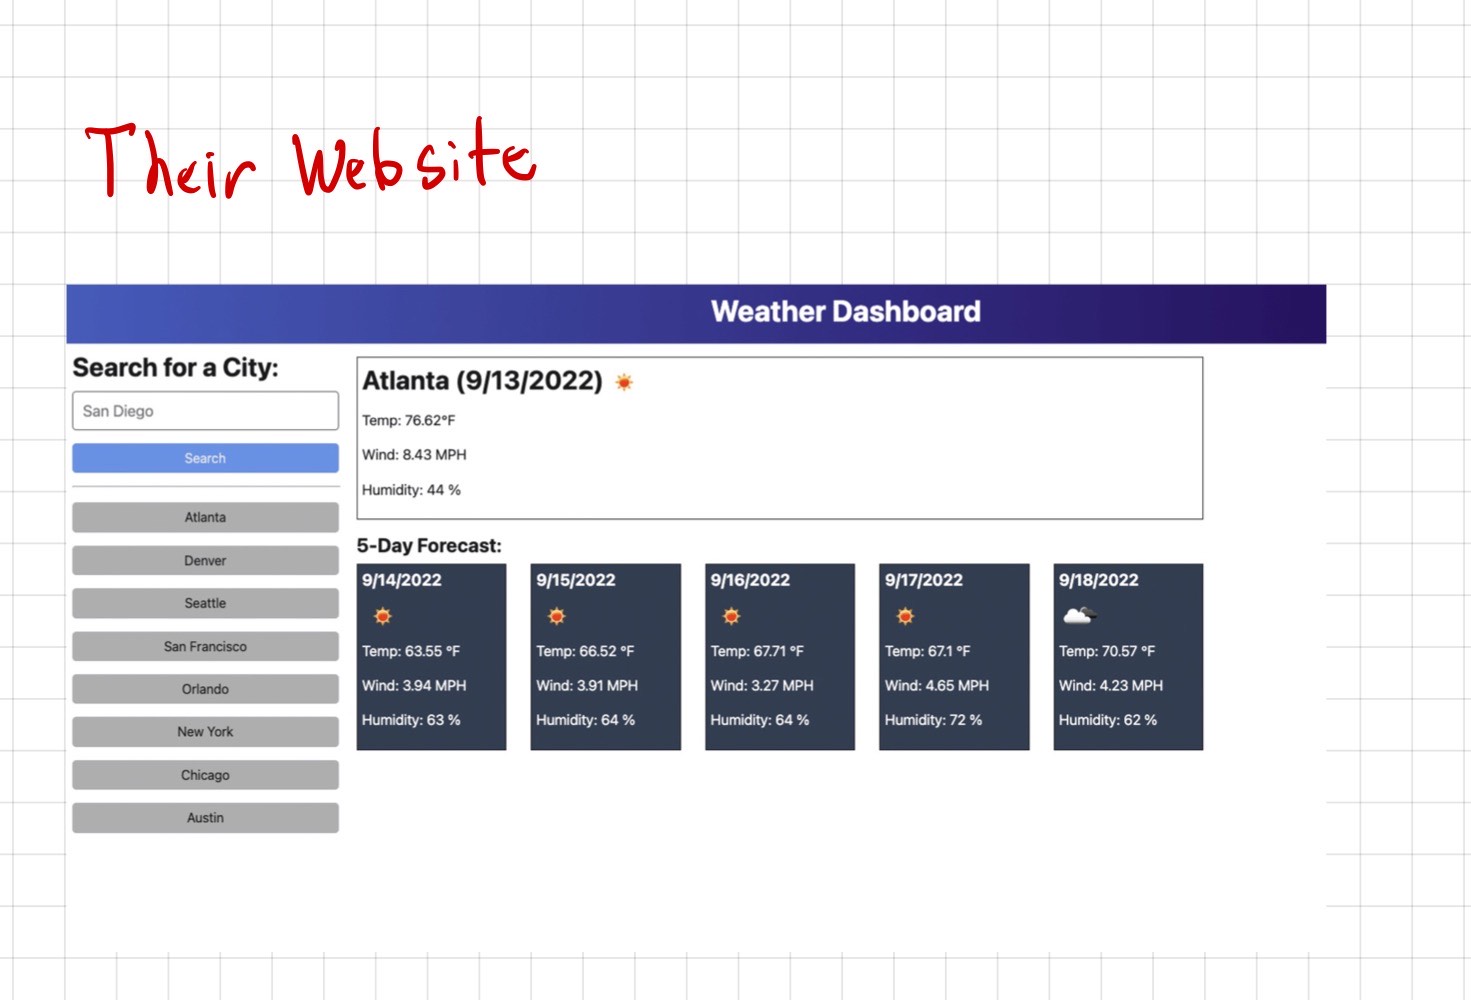 Their Website
Weather Dashboard
Search for a City:
San Diego
Search
Atlanta
Denver
Seattle
San Francisco
Orlando
New York
Chicago
Austin
Atlanta (9/13/2022)
Temp: 76.62°F
Wind: 8.43 MPH
Humidity: 44 %
5-Day Forecast:
9/14/2022
Temp: 63.55 °F
Wind: 3.94 MPH
Humidity: 63 %
9/15/2022
Temp: 66.52 °F
Wind: 3.91 MPH
Humidity: 64 %
9/16/2022
Temp: 67.71 °F
Wind: 3.27 MPH
Humidity: 64 %
9/17/2022
Temp: 67.1 °F
Wind: 4.65 MPH
Humidity: 72 %
9/18/2022
Temp: 70.57 °F
Wind: 4.23 MPH
Humidity: 62 %